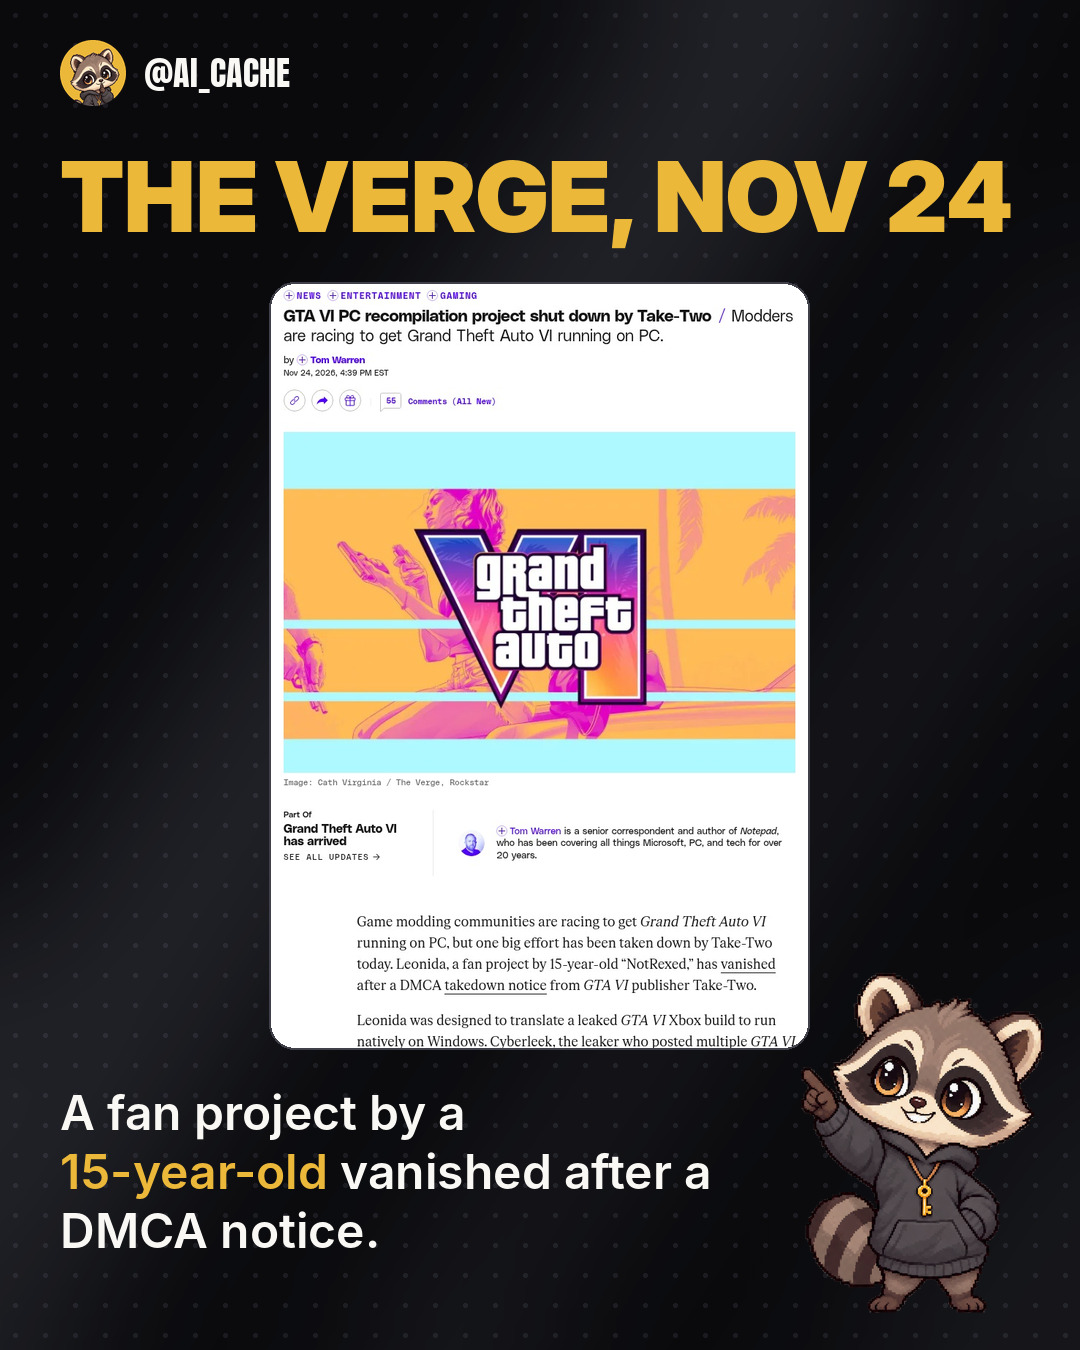 @AI_CACHE
THE VERGE, NOV 24
NEWS ENTERTAINMENT GAMING
GTA VI PC recompilation project shut down by Take-Two / Modders
are racing to get Grand Theft Auto VI running on PC.
by Tom Warren
Nov 24, 2026, 4:39 PM EST
55 Comments (All New)
VI
grand
theft
auto
Image: Cath Virginia / The Verge, Rockstar
Part Of
Grand Theft Auto VI
has arrived
SEE ALL UPDATES →
Tom Warren is a senior correspondent and author of Notepad,
who has been covering all things Microsoft, PC, and tech for over
20 years.
Game modding communities are racing to get Grand Theft Auto VI
running on PC, but one big effort has been taken down by Take-Two
today. Leonida, a fan project by 15-year-old “NotRexed,” has vanished
after a DMCA takedown notice from GTA VI publisher Take-Two.
Leonida was designed to translate a leaked GTA VI Xbox build to run
natively on Windows. Cyberleek, the leaker who posted multiple GTA VI
A fan project by a
15-year-old vanished after a
DMCA notice.